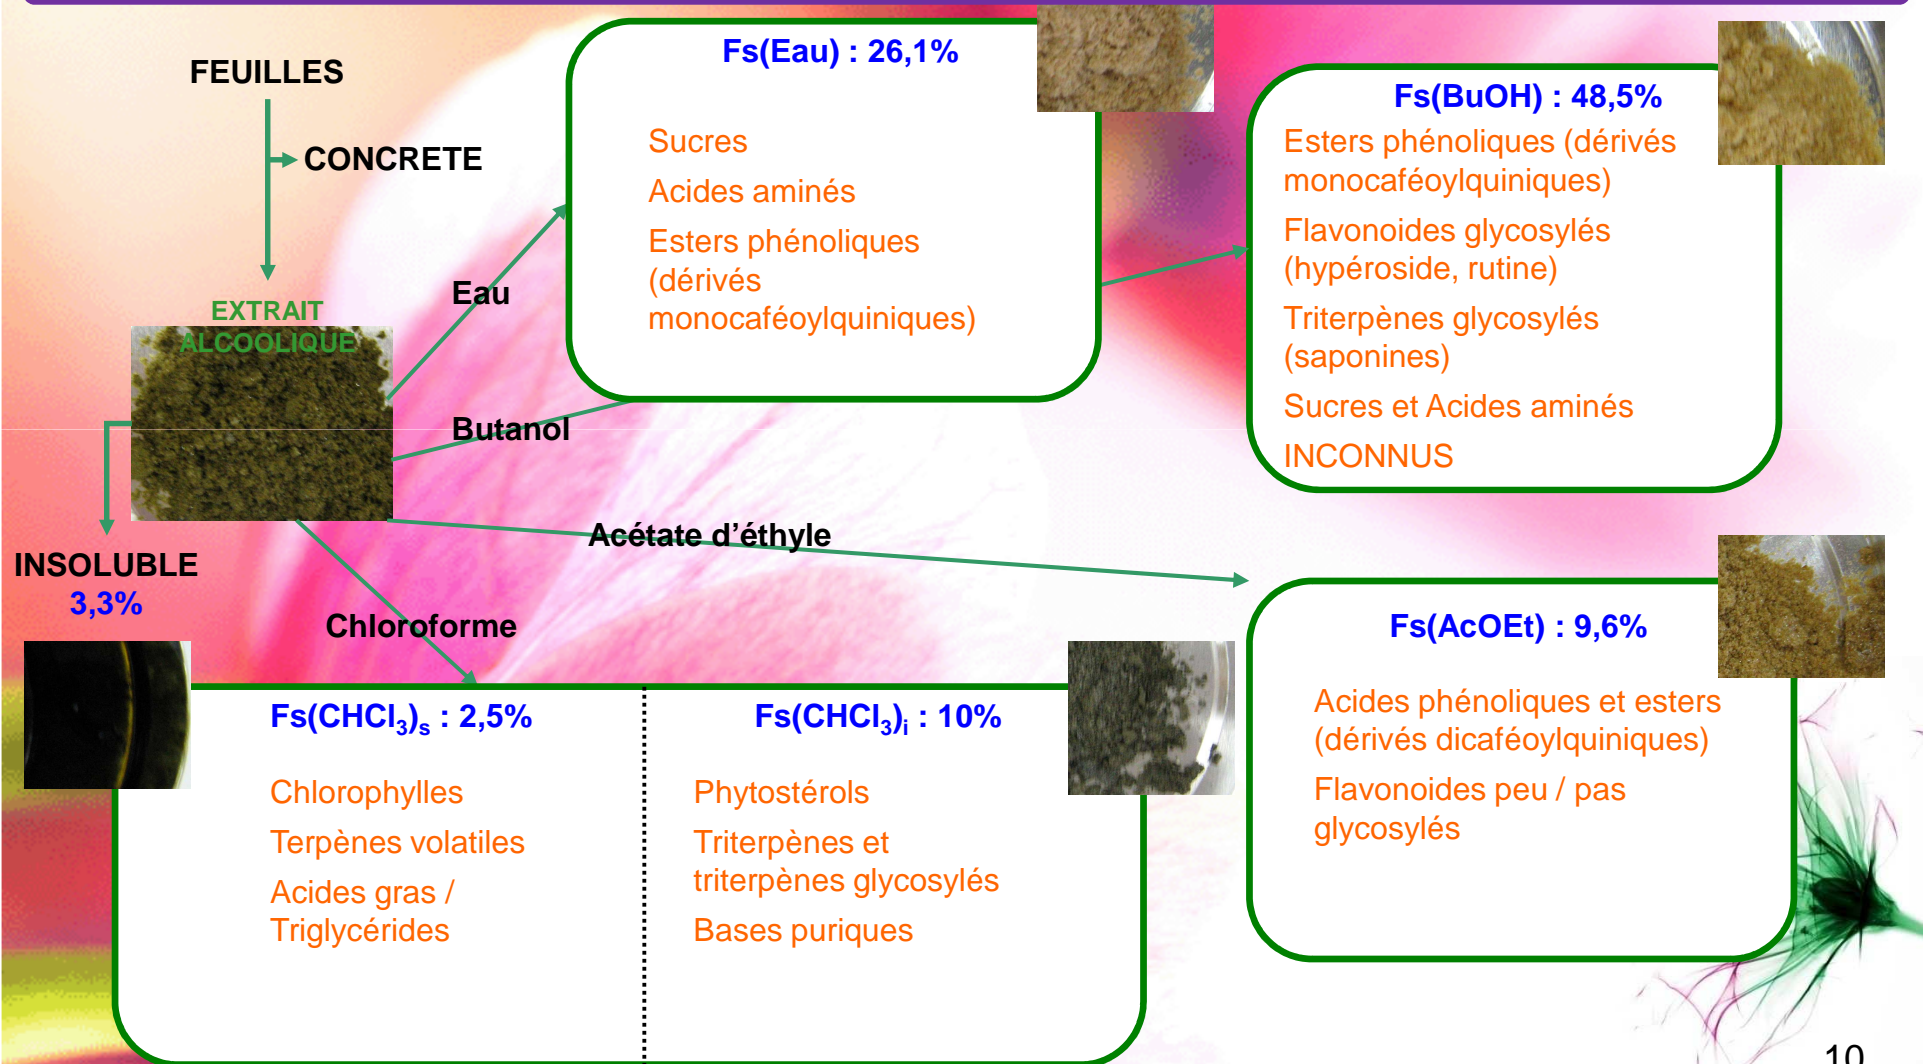 FEUILLES
CONCRETE
EXTRAIT
ALCOOLIQUE
INSOLUBLE
3,3%
Eau
Butanol
Acétate d’éthyle
Chloroforme
Fs(Eau) : 26,1%
Sucres
Acides aminés
Esters phénoliques
(dérivés
monocaféoylquiniques)
Fs(BuOH) : 48,5%
Esters phénoliques (dérivés
monocaféoylquiniques)
Flavonoides glycosylés
(hypéroside, rutine)
Triterpènes glycosylés
(saponines)
Sucres et Acides aminés
INCONNUS
Fs(AcOEt) : 9,6%
Acides phénoliques et esters
(dérivés dicaféoylquiniques)
Flavonoides peu / pas
glycosylés
Fs(CHCl₃)ₛ : 2,5%
Chlorophylles
Terpènes volatiles
Acides gras /
Triglycérides
Fs(CHCl₃)ᵢ : 10%
Phytostérols
Triterpènes et
triterpènes glycosylés
Bases puriques
10